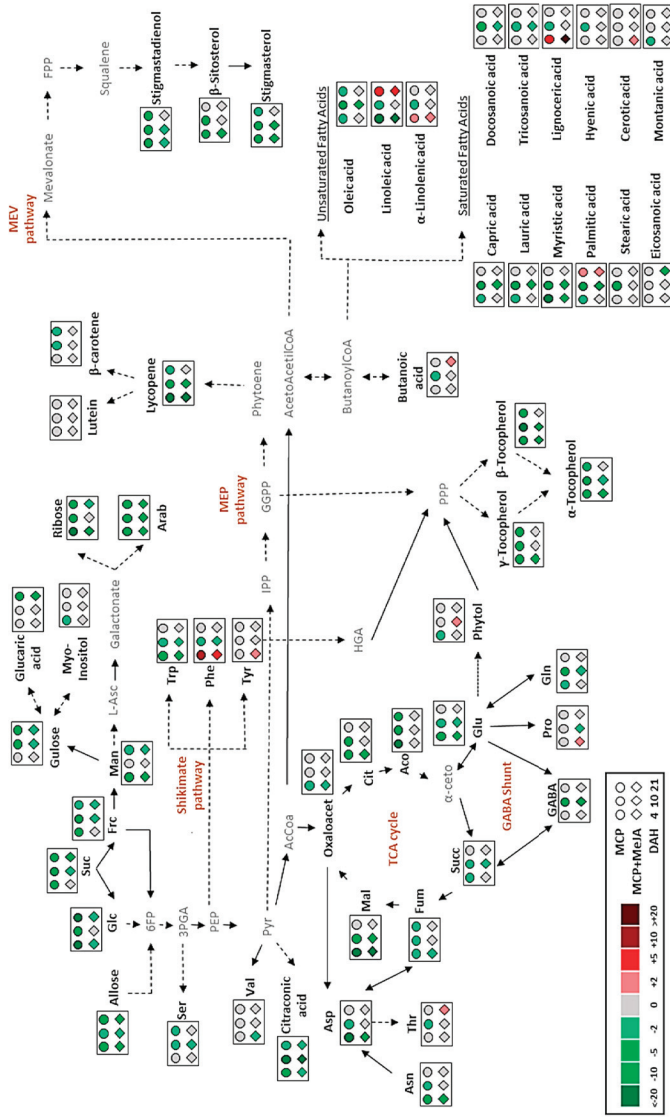 MEV
pathway
Mevalonate
FPP
Squalene
Stigmastadienol
β-Sitosterol
Stigmasterol
Unsaturated Fatty Acids
Oleic acid
Linoleic acid
α-Linolenic acid
Saturated Fatty Acids
Capric acid
Lauric acid
Myristic acid
Palmitic acid
Stearic acid
Eicosanoic acid
Docosanoic acid
Tricosanoic acid
Lignoceric acid
Hyenic acid
Cerotic acid
Montanic acid
β-carotene
Lutein
Lycopene
Phytoene
AcetoAcetilCoA
ButanoylCoA
Butanoic
acid
MEP
pathway
GGPP
IPP
HGA
PPP
Phytol
γ-Tocopherol
β-Tocopherol
α-Tocopherol
Ribose
Arab
Galactonate
L-Asc
Glucaric
acid
Myo-
Inositol
Gulose
Man
Frc
Suc
Glc
Allose
6FP
3PGA
PEP
Pyr
Ser
Val
Citraconic
acid
Shikimate
pathway
Trp
Phe
Tyr
AcCoa
Oxaloacet
Cit
Aco
α-ceto
TCA cycle
Mal
Fum
Succ
Asp
Asn
Thr
Glu
Gln
Pro
GABA
GABA Shunt
MCP
MCP+MeJA
DAH 4 10 21
<-20 -10 -5 -2 0 +2 +5 +10 >+20